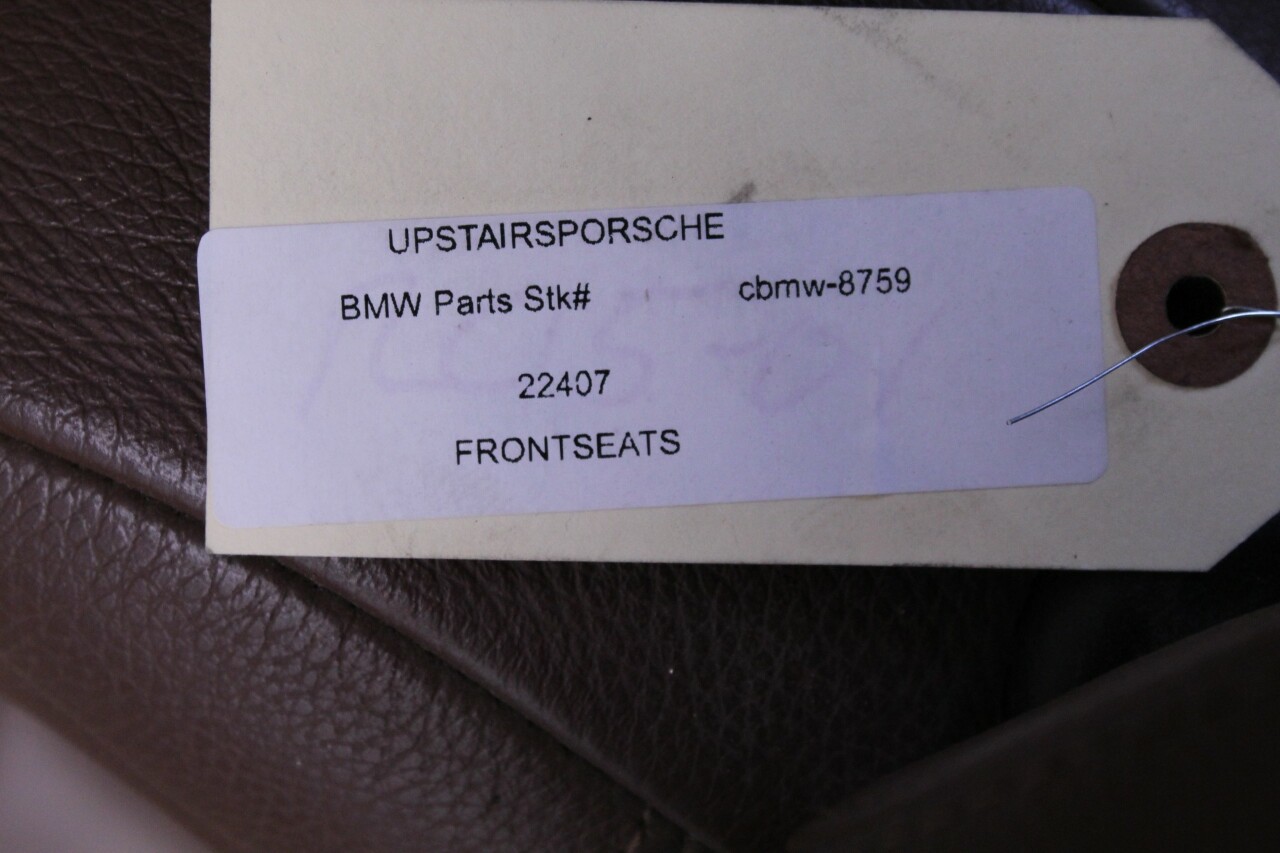 UPSTAIRSPORSCHE
BMW Parts Stk# cbmw-8759
22407
FRONTSEATS